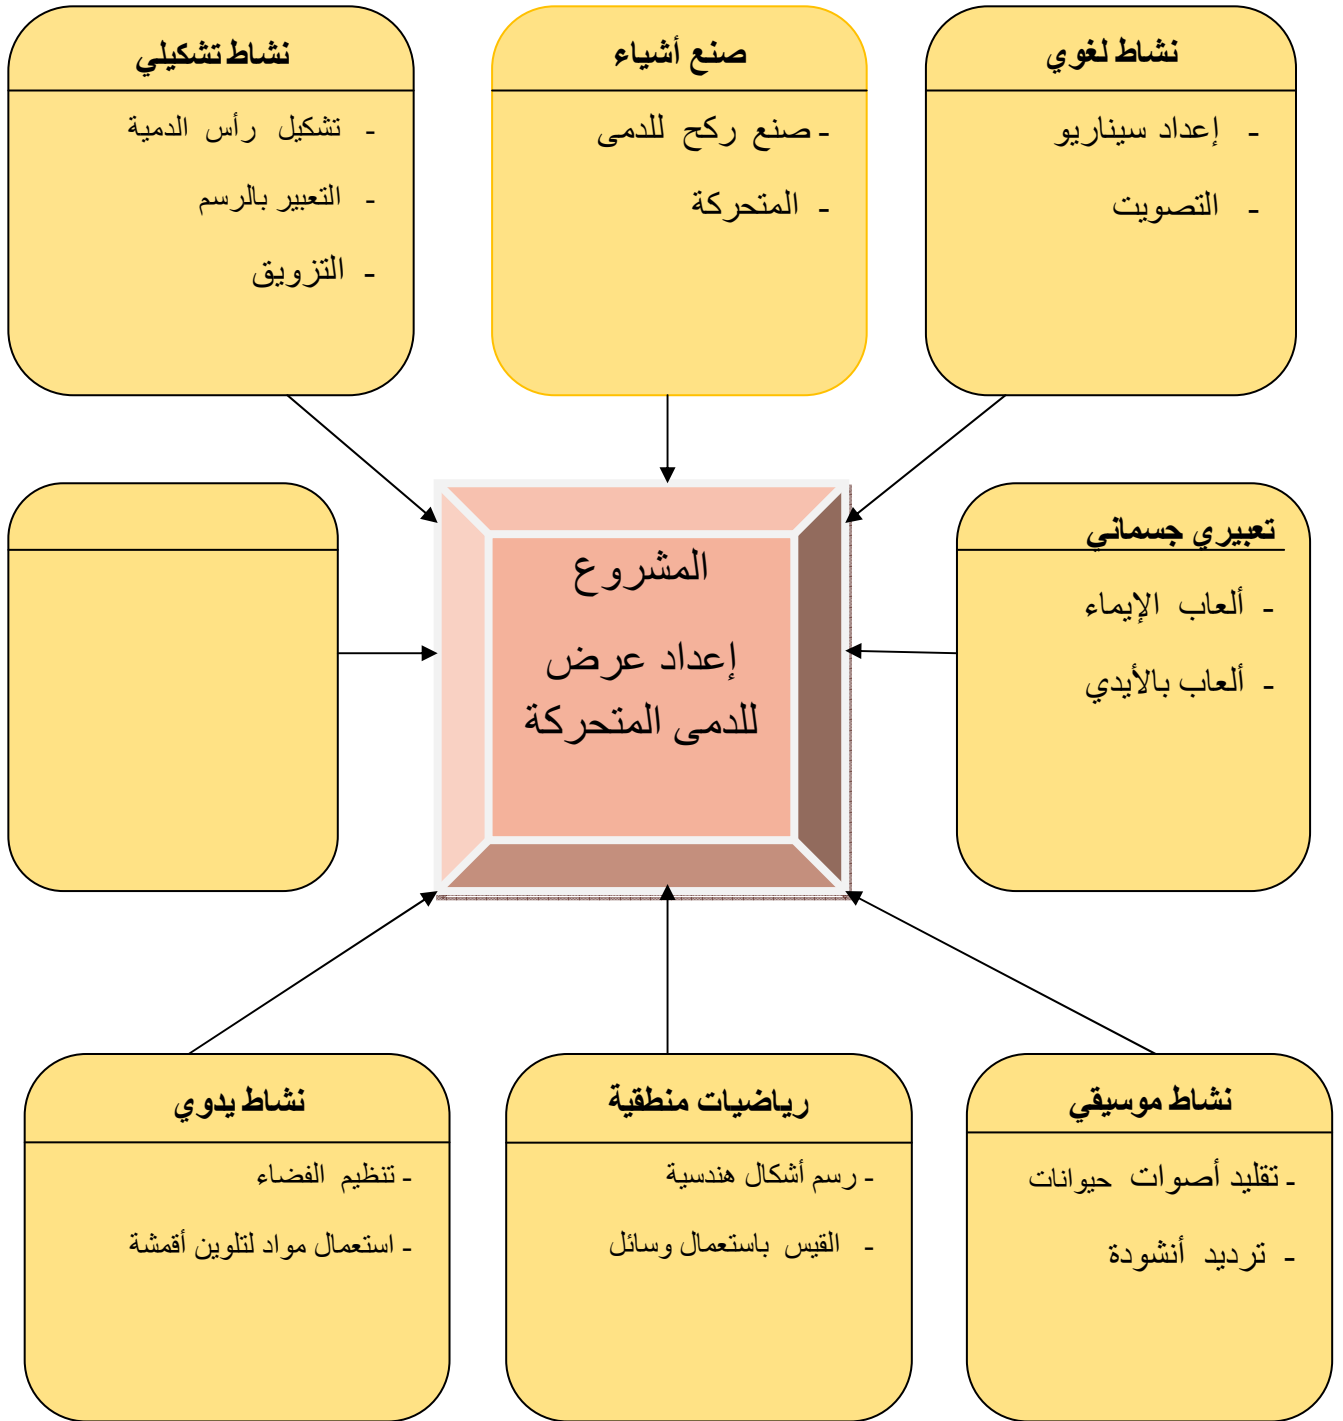 نشاط لغوي
- إعداد سيناريو
- التصويت
صنع أشياء
- صنع ركح للدمى
- المتحركة
نشاط تشكيلي
- تشكيل رأس الدمية
- التعبير بالرسم
- التزويق
تعبيري جسماني
- ألعاب الإيماء
- ألعاب بالأيدي
المشروع
إعداد عرض
للدمى المتحركة
نشاط موسيقي
- تقليد أصوات حيوانات
- ترديد أنشودة
رياضيات منطقية
- رسم أشكال هندسية
- القيس باستعمال وسائل
نشاط يدوي
- تنظيم الفضاء
- استعمال مواد لتلوين أقمشة